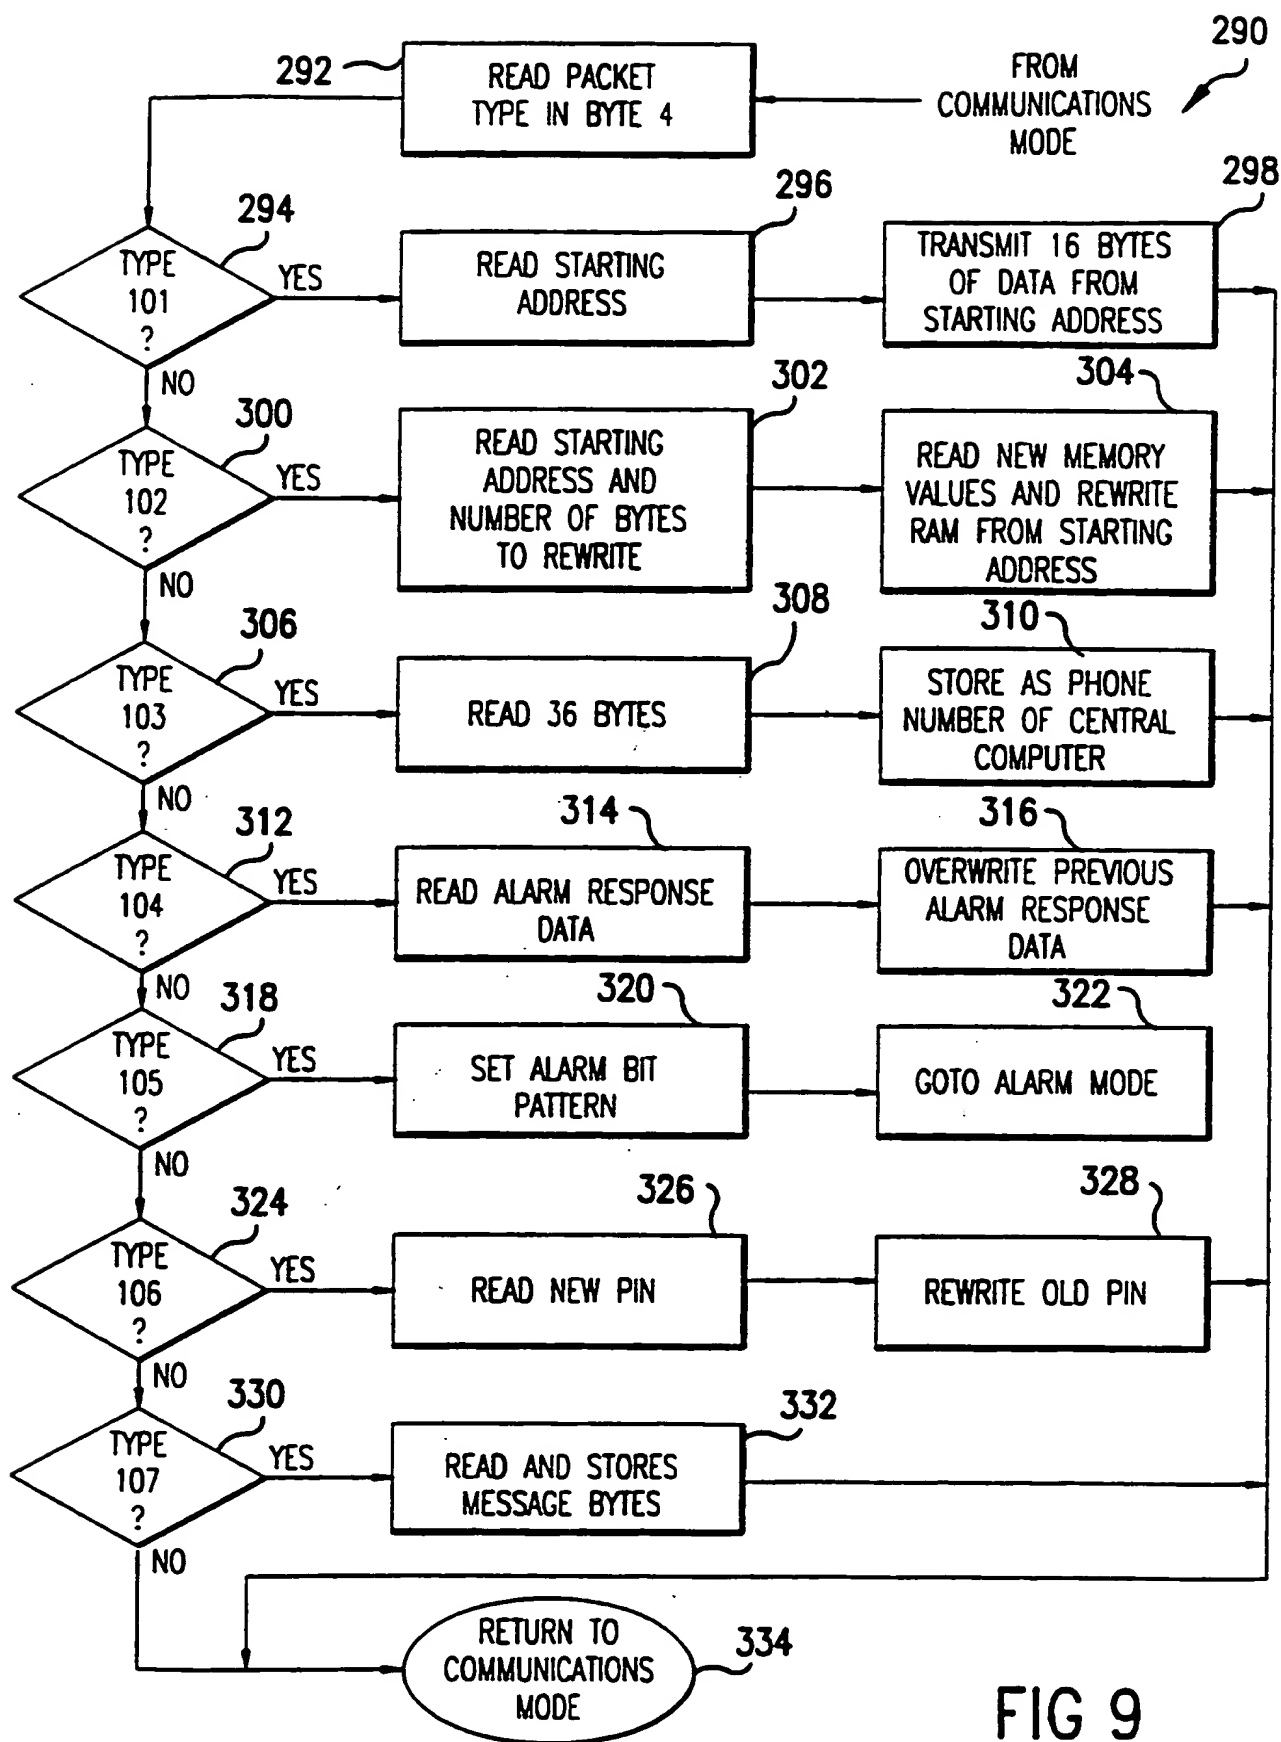 290
292
READ PACKET
TYPE IN BYTE 4
FROM
COMMUNICATIONS
MODE
294
TYPE
101
?
YES
NO
296
READ STARTING
ADDRESS
298
TRANSMIT 16 BYTES
OF DATA FROM
STARTING ADDRESS
300
TYPE
102
?
YES
NO
302
READ STARTING
ADDRESS AND
NUMBER OF BYTES
TO REWRITE
304
READ NEW MEMORY
VALUES AND REWRITE
RAM FROM STARTING
ADDRESS
306
TYPE
103
?
YES
NO
308
READ 36 BYTES
310
STORE AS PHONE
NUMBER OF CENTRAL
COMPUTER
312
TYPE
104
?
YES
NO
314
READ ALARM RESPONSE
DATA
316
OVERWRITE PREVIOUS
ALARM RESPONSE
DATA
318
TYPE
105
?
YES
NO
320
SET ALARM BIT
PATTERN
322
GOTO ALARM MODE
324
TYPE
106
?
YES
NO
326
READ NEW PIN
328
REWRITE OLD PIN
330
TYPE
107
?
YES
NO
332
READ AND STORES
MESSAGE BYTES
RETURN TO
COMMUNICATIONS
MODE
334
FIG 9